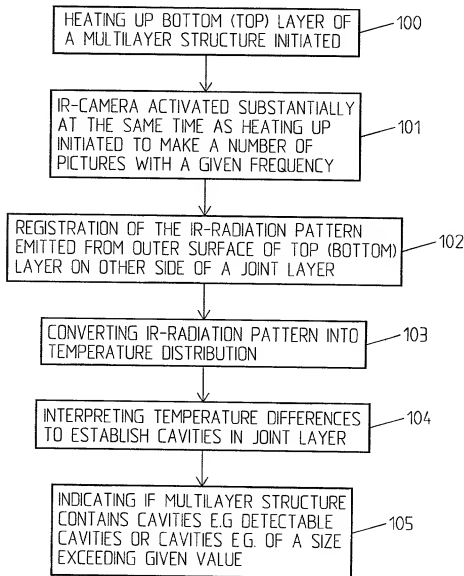 HEATING UP BOTTOM (TOP) LAYER OF
A MULTILAYER STRUCTURE INITIATED
100
IR-CAMERA ACTIVATED SUBSTANTIALLY
AT THE SAME TIME AS HEATING UP
INITIATED TO MAKE A NUMBER OF
PICTURES WITH A GIVEN FREQUENCY
101
REGISTRATION OF THE IR-RADIATION PATTERN
EMITTED FROM OUTER SURFACE OF TOP (BOTTOM)
LAYER ON OTHER SIDE OF A JOINT LAYER
102
CONVERTING IR-RADIATION PATTERN INTO
TEMPERATURE DISTRIBUTION
103
INTERPRETING TEMPERATURE DIFFERENCES
TO ESTABLISH CAVITIES IN JOINT LAYER
104
INDICATING IF MULTILAYER STRUCTURE
CONTAINS CAVITIES E.G DETECTABLE
CAVITIES OR CAVITIES EG. OF A SIZE
EXCEEDING GIVEN VALUE
105